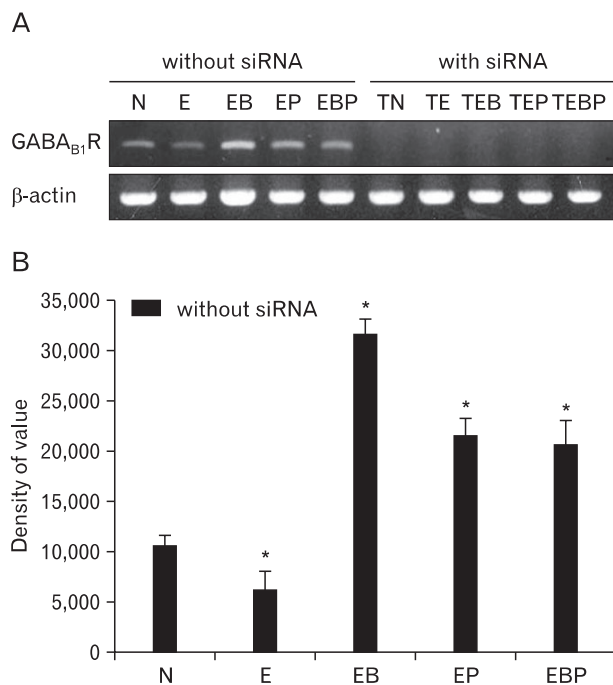 A
without siRNA with siRNA
N E EB EP EBP TN TE TEB TEP TEBP
GABA_B1R
β-actin
B
35,000
30,000
25,000
20,000
15,000
10,000
5,000
0
Density of value
without siRNA
*
*
*
*
N E EB EP EBP